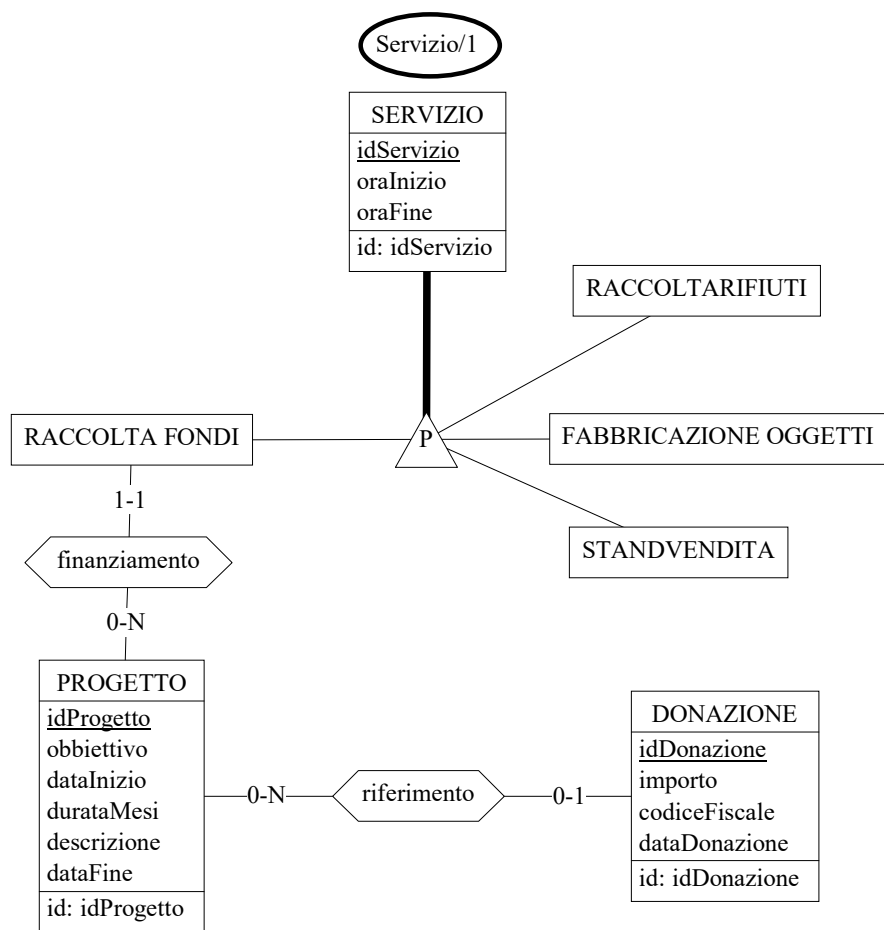 Servizio/1
SERVIZIO
idServizio
oraInizio
oraFine
id: idServizio
RACCOLTARIFIUTI
RACCOLTA FONDI
P
FABBRICAZIONE OGGETTI
1-1
STANDVENDITA
finanziamento
0-N
PROGETTO
idProgetto
obbiettivo
dataInizio
durataMesi
descrizione
dataFine
id: idProgetto
0-N
riferimento
0-1
DONAZIONE
idDonazione
importo
codiceFiscale
dataDonazione
id: idDonazione